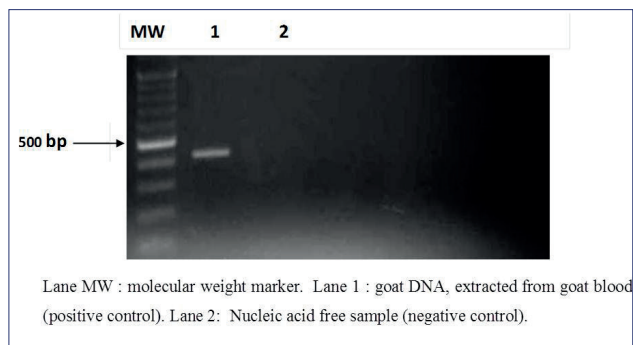 MW 1 2
500 bp
Lane MW : molecular weight marker. Lane 1 : goat DNA, extracted from goat blood
(positive control). Lane 2: Nucleic acid free sample (negative control).